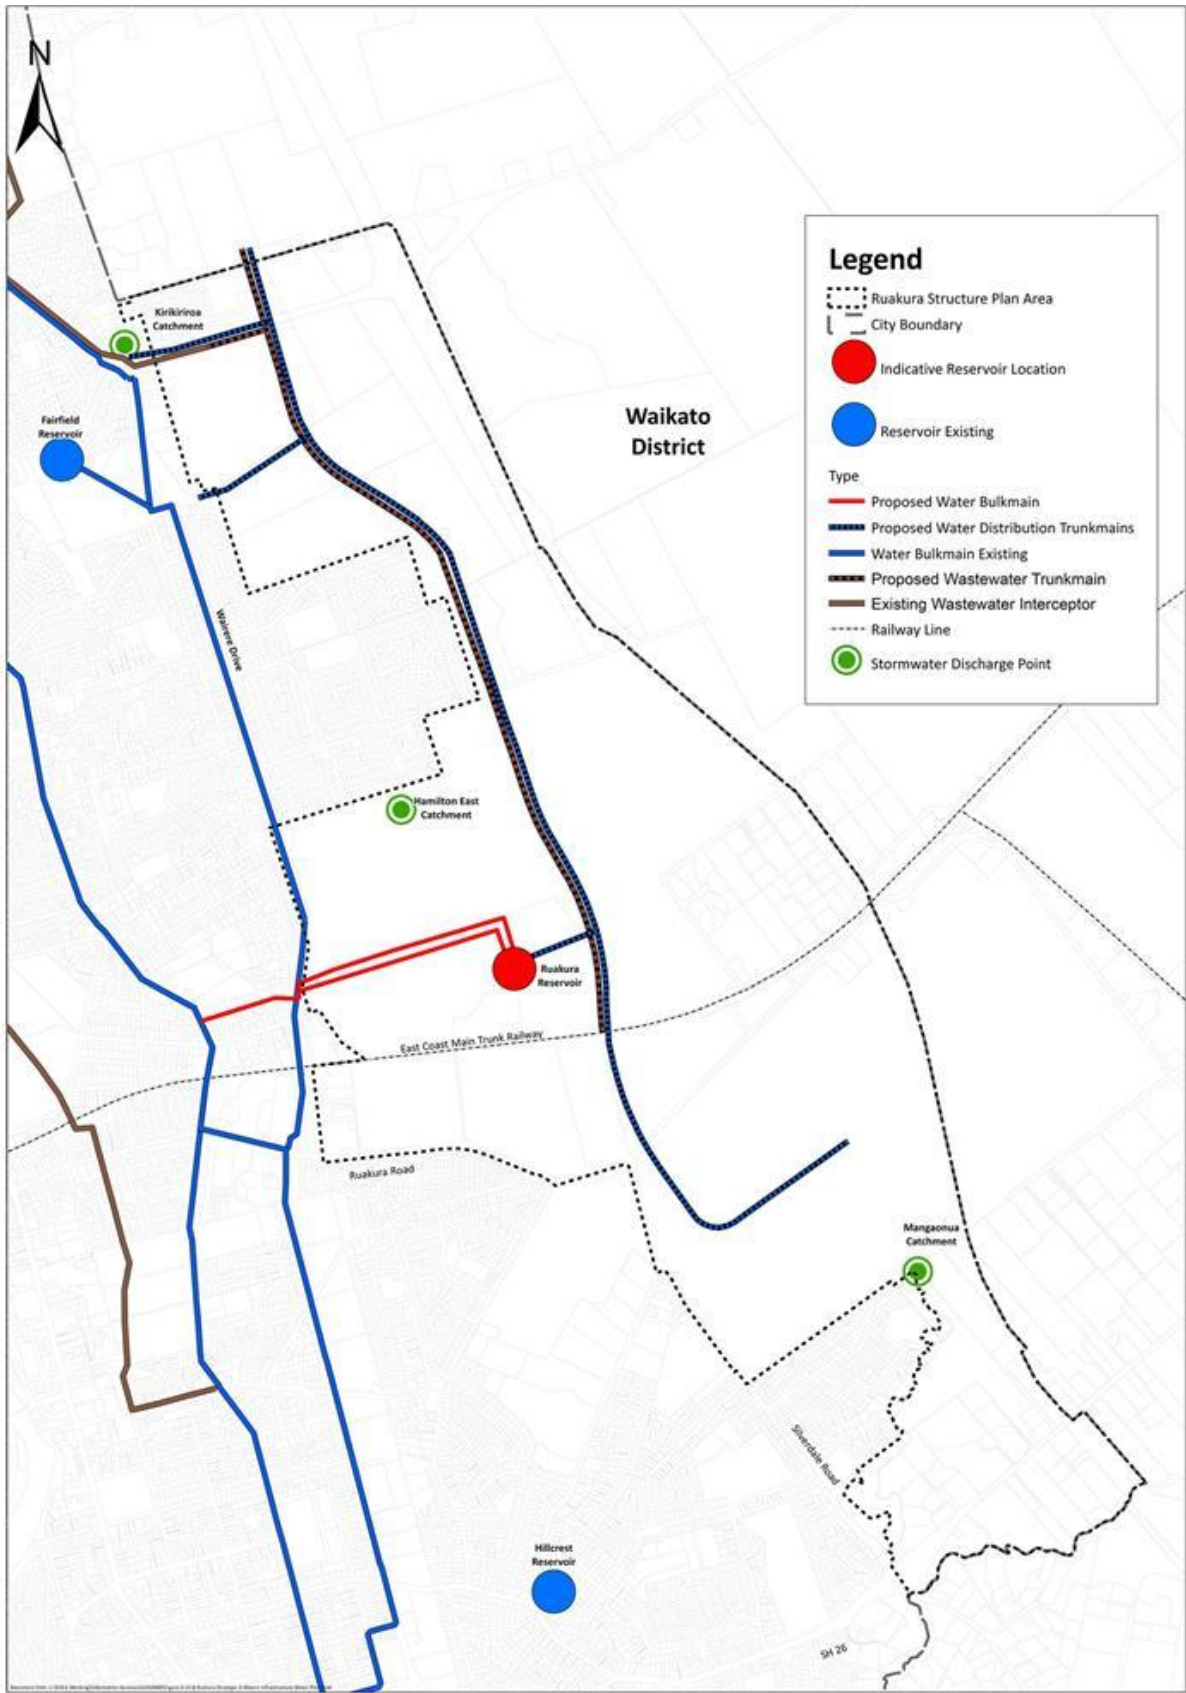 N
Kirikiriroa
Catchment
Fairfield
Reservoir
Waikato
District
Legend
Ruakura Structure Plan Area
City Boundary
Indicative Reservoir Location
Reservoir Existing
Type
Proposed Water Bulkmain
Proposed Water Distribution Trunkmains
Water Bulkmain Existing
Proposed Wastewater Trunkmain
Existing Wastewater Interceptor
Railway Line
Stormwater Discharge Point
Wairere Drive
Hamilton East
Catchment
Ruakura
Reservoir
East Coast Main Trunk Railway
Ruakura Road
Mangaonua
Catchment
Silverdale Road
Hillcrest
Reservoir
SH 26